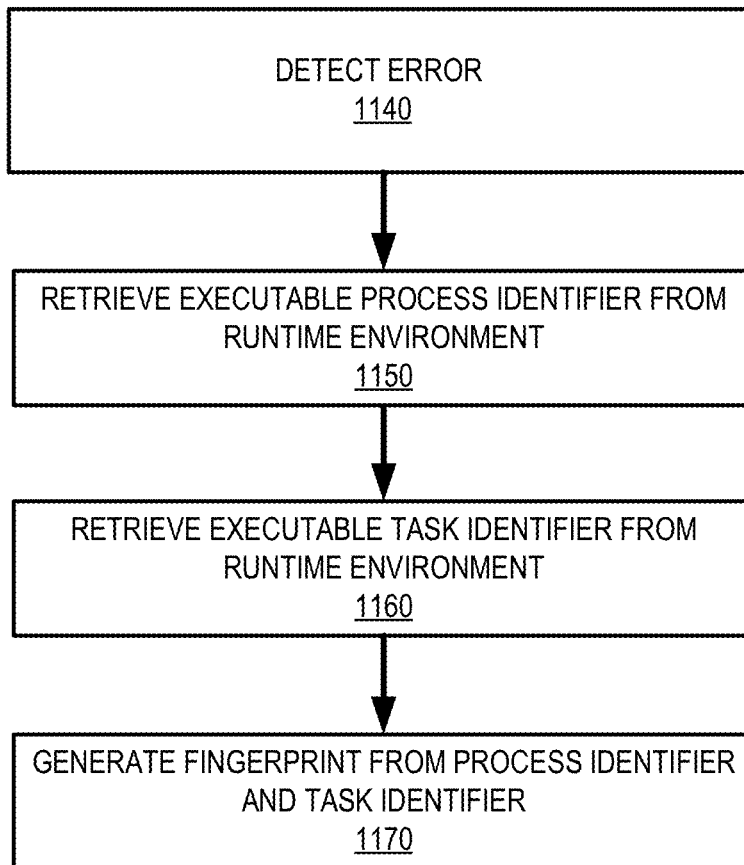 DETECT ERROR
1140
RETRIEVE EXECUTABLE PROCESS IDENTIFIER FROM
RUNTIME ENVIRONMENT
1150
RETRIEVE EXECUTABLE TASK IDENTIFIER FROM
RUNTIME ENVIRONMENT
1160
GENERATE FINGERPRINT FROM PROCESS IDENTIFIER
AND TASK IDENTIFIER
1170